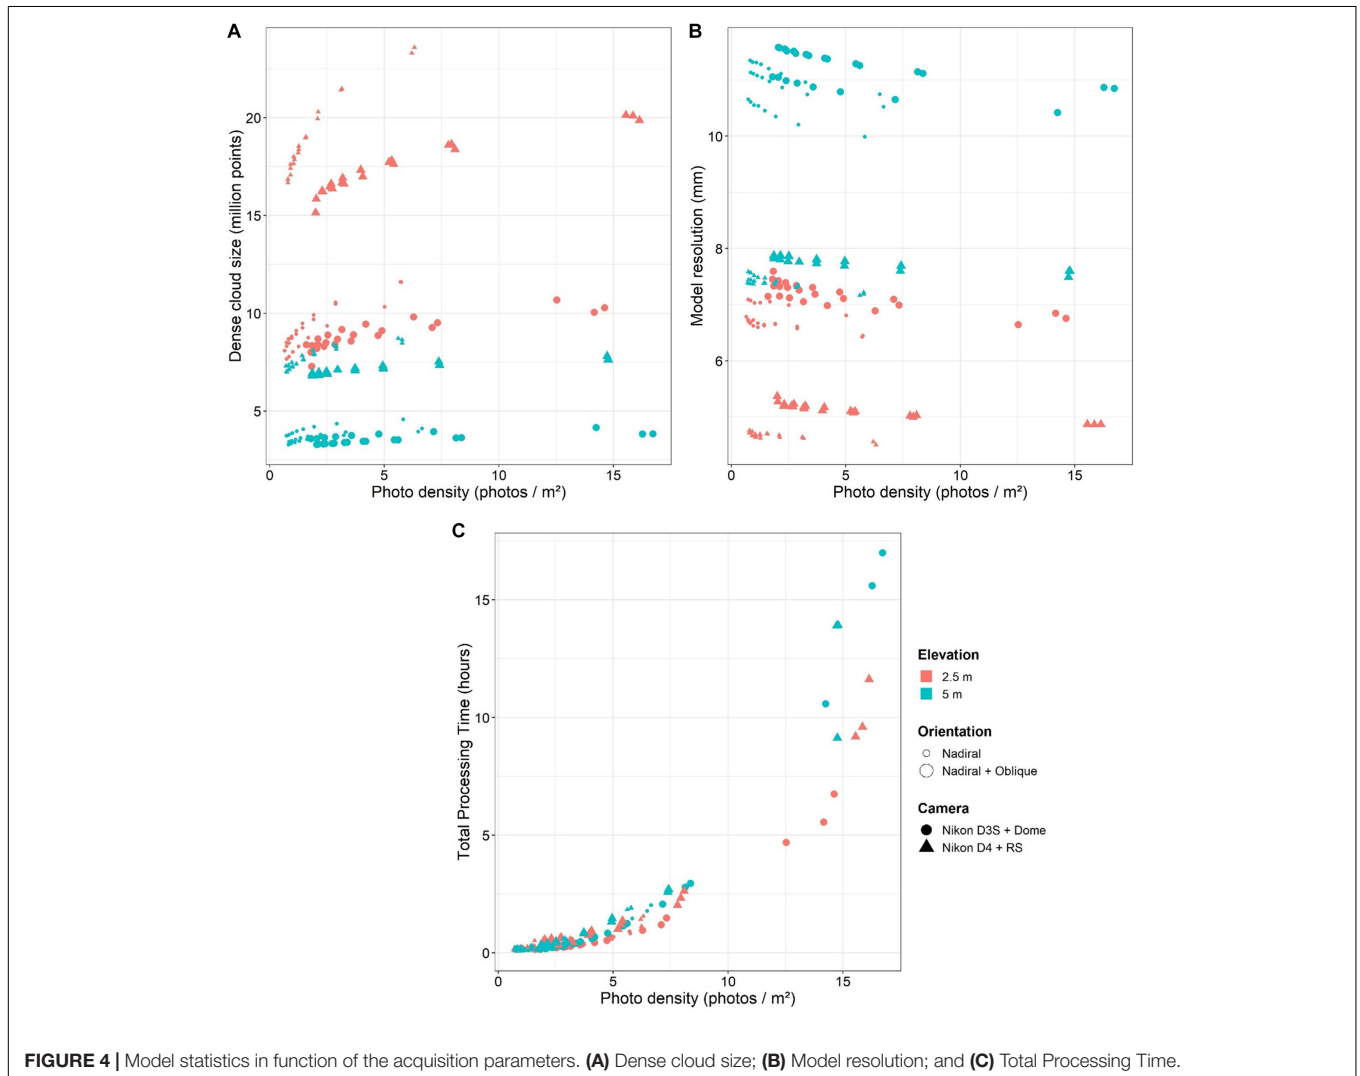 A
Dense cloud size (million points)
20
15
10
5
0 5 10 15
Photo density (photos / m²)
B
Model resolution (mm)
10
8
6
0 5 10 15
Photo density (photos / m²)
C
Total Processing Time (hours)
15
10
5
0
0 5 10 15
Photo density (photos / m²)
Elevation
2.5 m
5 m
Orientation
Nadiral
Nadiral + Oblique
Camera
Nikon D3S + Dome
Nikon D4 + RS
FIGURE 4 | Model statistics in function of the acquisition parameters. (A) Dense cloud size; (B) Model resolution; and (C) Total Processing Time.